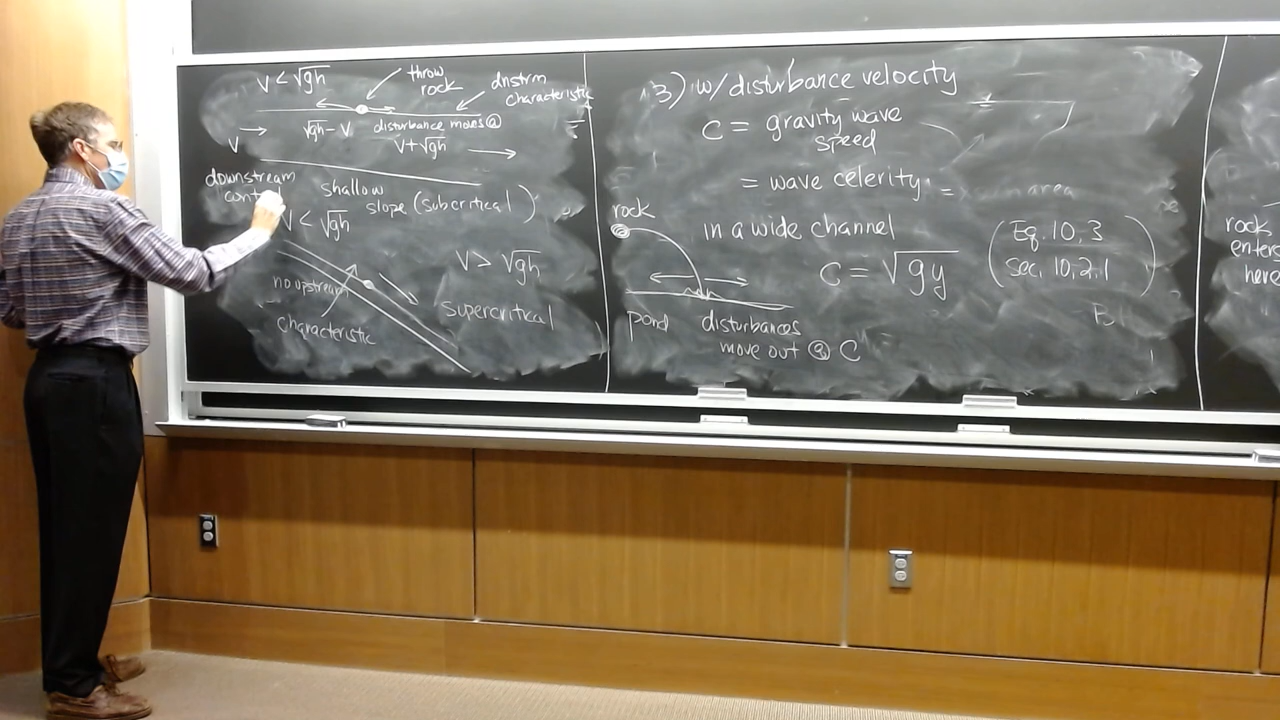 V < √gh
throw
rock
dnstrm
characteristic
√gh - V
disturbance moves @
V + √gh
V
downstream
shallow
slope (subcritical)
V < √gh
no upstream
characteristic
V > √gh
supercritical
3) w/ disturbance velocity
C = gravity wave
speed
= wave celerity =
area
in a wide channel
C = √gy
(Eq. 10.3
Sec. 10.2.1)
rock
pond
disturbances
move out @ C
rock
enters
here